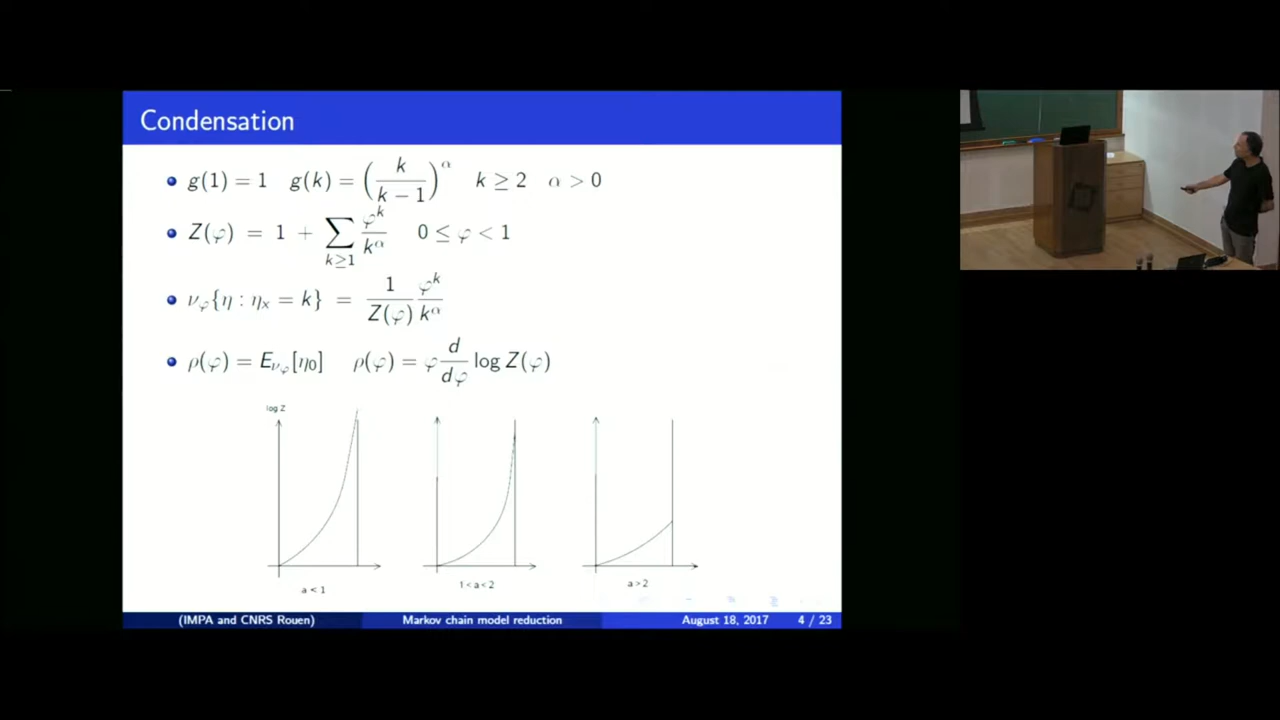 Condensation
g(1) = 1 g(k) = (k / (k − 1))^α k ≥ 2 α > 0
Z(φ) = 1 + ∑_{k≥1} φ^k / k^α 0 ≤ φ < 1
ν_φ{η : η_x = k} = 1 / Z(φ) φ^k / k^α
ρ(φ) = E_{ν_φ}[η_0] ρ(φ) = φ d/dφ log Z(φ)
log Z
a < 1
1 < a < 2
a > 2
(IMPA and CNRS Rouen) Markov chain model reduction August 18, 2017 4 / 23